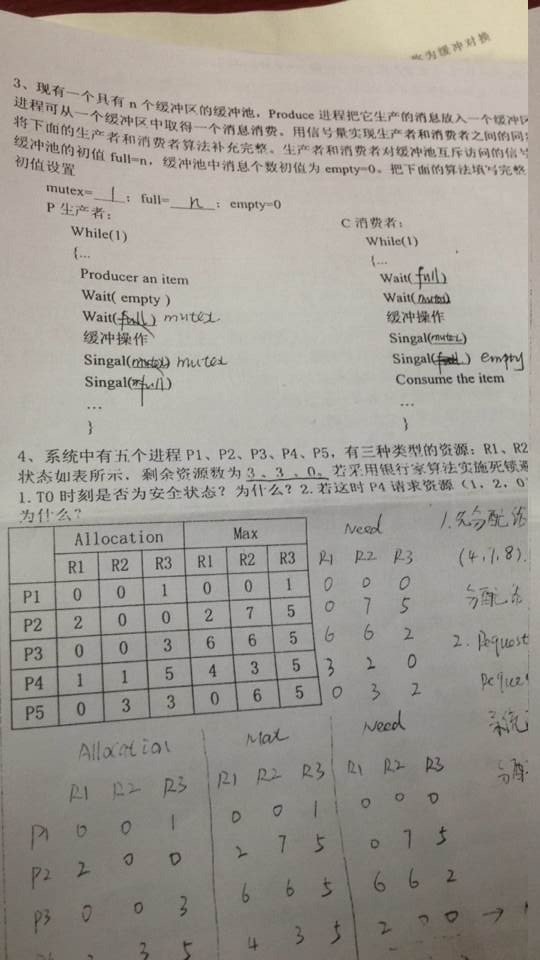 称为缓冲对换
3、现有一个具有 n 个缓冲区的缓冲池，Produce 进程把它生产的消息放入一个缓冲区
进程可从一个缓冲区中取得一个消息消费。用信号量实现生产者和消费者之间的同
将下面的生产者和消费者算法补充完整。生产者和消费者对缓冲池互斥访问的信号
缓冲池的初值 full=n，缓冲池中消息个数初值为 empty=0。把下面的算法填写完整
初值设置
mutex= 1 ；full= n ；empty=0
P 生产者：
While(1)
{…
Producer an item
Wait( empty )
Wait(full) mutex
缓冲操作
Singal(mutex) mutex
Singal(full)
…
}
C 消费者：
While(1)
{…
Wait( full )
Wait(mutex)
缓冲操作
Singal(mutex)
Singal(full) empty
Consume the item
…
}
4、系统中有五个进程 P1、P2、P3、P4、P5，有三种类型的资源：R1、R2
状态如表所示，剩余资源数为 3、3、0。若采用银行家算法实施死锁避
1. T0 时刻是否为安全状态？为什么？2. 若这时 P4 请求资源（1，2，0
为什么？
Allocation Max Need
R1 R2 R3 R1 R2 R3 R1 R2 R3
P1 0 0 1 0 0 1 0 0 0
P2 2 0 0 2 7 5 0 7 5
P3 0 0 3 6 6 5 6 6 2
P4 1 1 5 4 3 5 3 2 0
P5 0 3 3 0 6 5 0 3 2
1. 先分配给
(4,7,8).
分配给
2. Request
Reque
系统
分配
Allocation Max Need
R1 R2 R3 R1 R2 R3 R1 R2 R3
P1 0 0 1 0 0 1 0 0 0
P2 2 0 0 2 7 5 0 7 5
P3 0 0 3 6 6 5 6 6 2
3 5 4 3 5 2 0 0 →